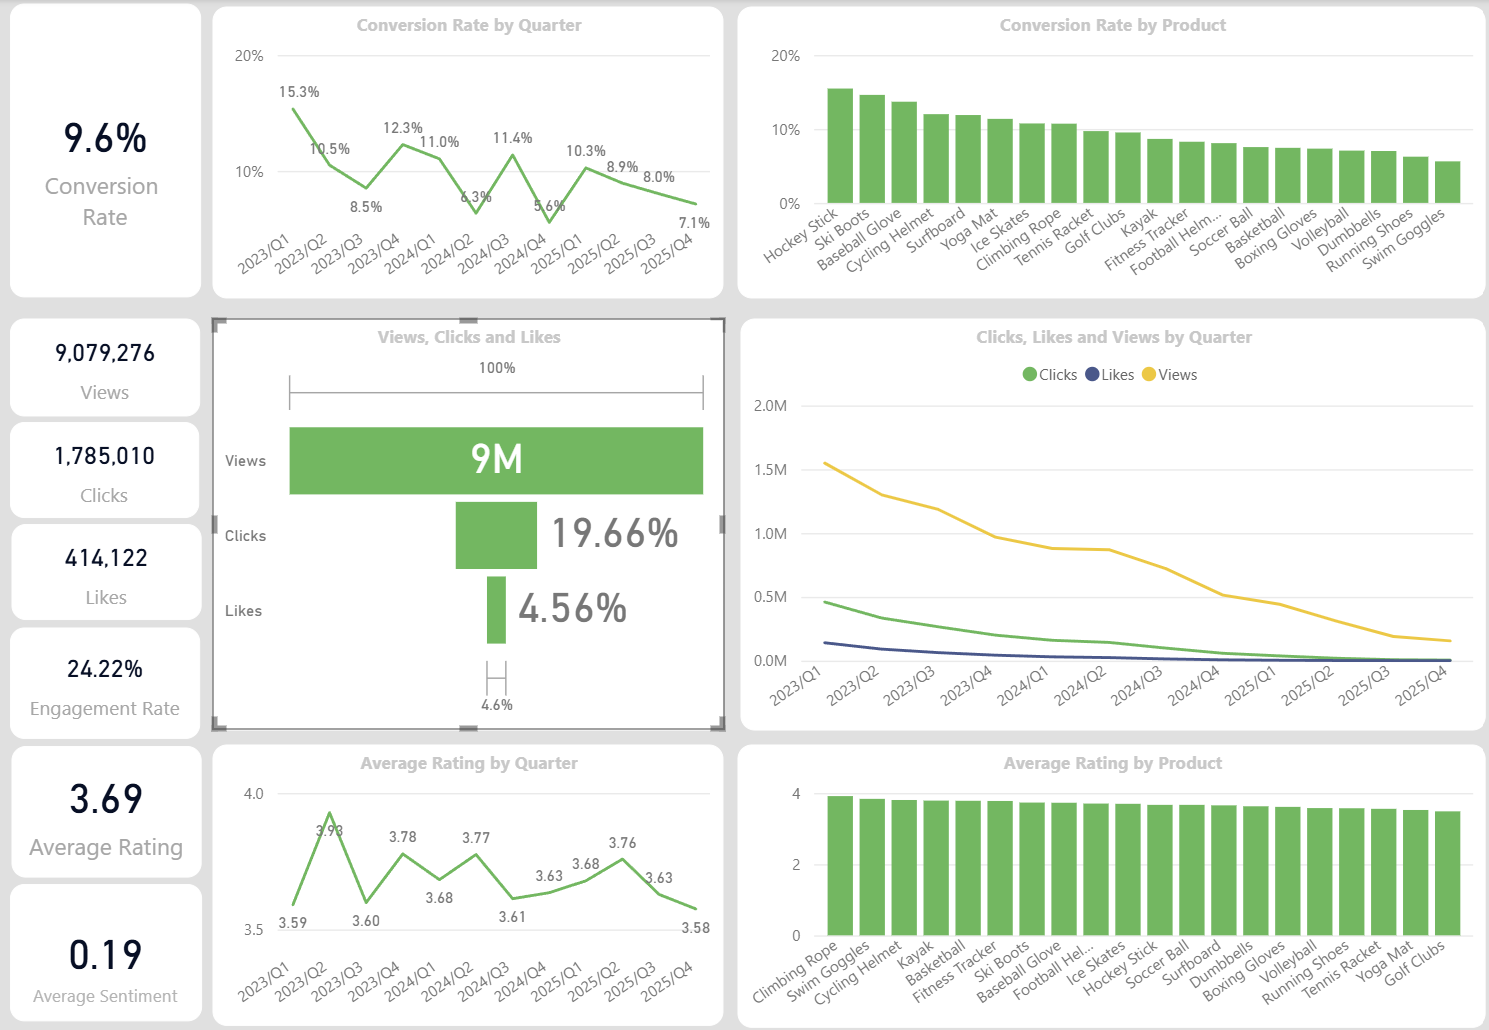 9.6%
Conversion
Rate
Conversion Rate by Quarter
20%
10%
15.3%
10.5%
8.5%
12.3%
11.0%
6.3%
11.4%
5.6%
10.3%
8.9%
8.0%
7.1%
2023/Q1
2023/Q2
2023/Q3
2023/Q4
2024/Q1
2024/Q2
2024/Q3
2024/Q4
2025/Q1
2025/Q2
2025/Q3
2025/Q4
Conversion Rate by Product
20%
10%
0%
Hockey Stick
Ski Boots
Baseball Glove
Cycling Helmet
Surfboard
Yoga Mat
Ice Skates
Climbing Rope
Tennis Racket
Golf Clubs
Kayak
Fitness Tracker
Football Helm...
Soccer Ball
Basketball
Boxing Gloves
Volleyball
Dumbbells
Running Shoes
Swim Goggles
9,079,276
Views
1,785,010
Clicks
414,122
Likes
24.22%
Engagement Rate
Views, Clicks and Likes
100%
Views
9M
Clicks
19.66%
Likes
4.56%
4.6%
Clicks, Likes and Views by Quarter
Clicks Likes Views
2.0M
1.5M
1.0M
0.5M
0.0M
2023/Q1
2023/Q2
2023/Q3
2023/Q4
2024/Q1
2024/Q2
2024/Q3
2024/Q4
2025/Q1
2025/Q2
2025/Q3
2025/Q4
3.69
Average Rating
0.19
Average Sentiment
Average Rating by Quarter
4.0
3.5
3.59
3.93
3.60
3.78
3.68
3.77
3.61
3.63
3.68
3.76
3.63
3.58
2023/Q1
2023/Q2
2023/Q3
2023/Q4
2024/Q1
2024/Q2
2024/Q3
2024/Q4
2025/Q1
2025/Q2
2025/Q3
2025/Q4
Average Rating by Product
4
2
0
Climbing Rope
Swim Goggles
Cycling Helmet
Kayak
Basketball
Fitness Tracker
Ski Boots
Baseball Glove
Football Hel...
Ice Skates
Hockey Stick
Soccer Ball
Surfboard
Dumbbells
Boxing Gloves
Volleyball
Running Shoes
Tennis Racket
Yoga Mat
Golf Clubs